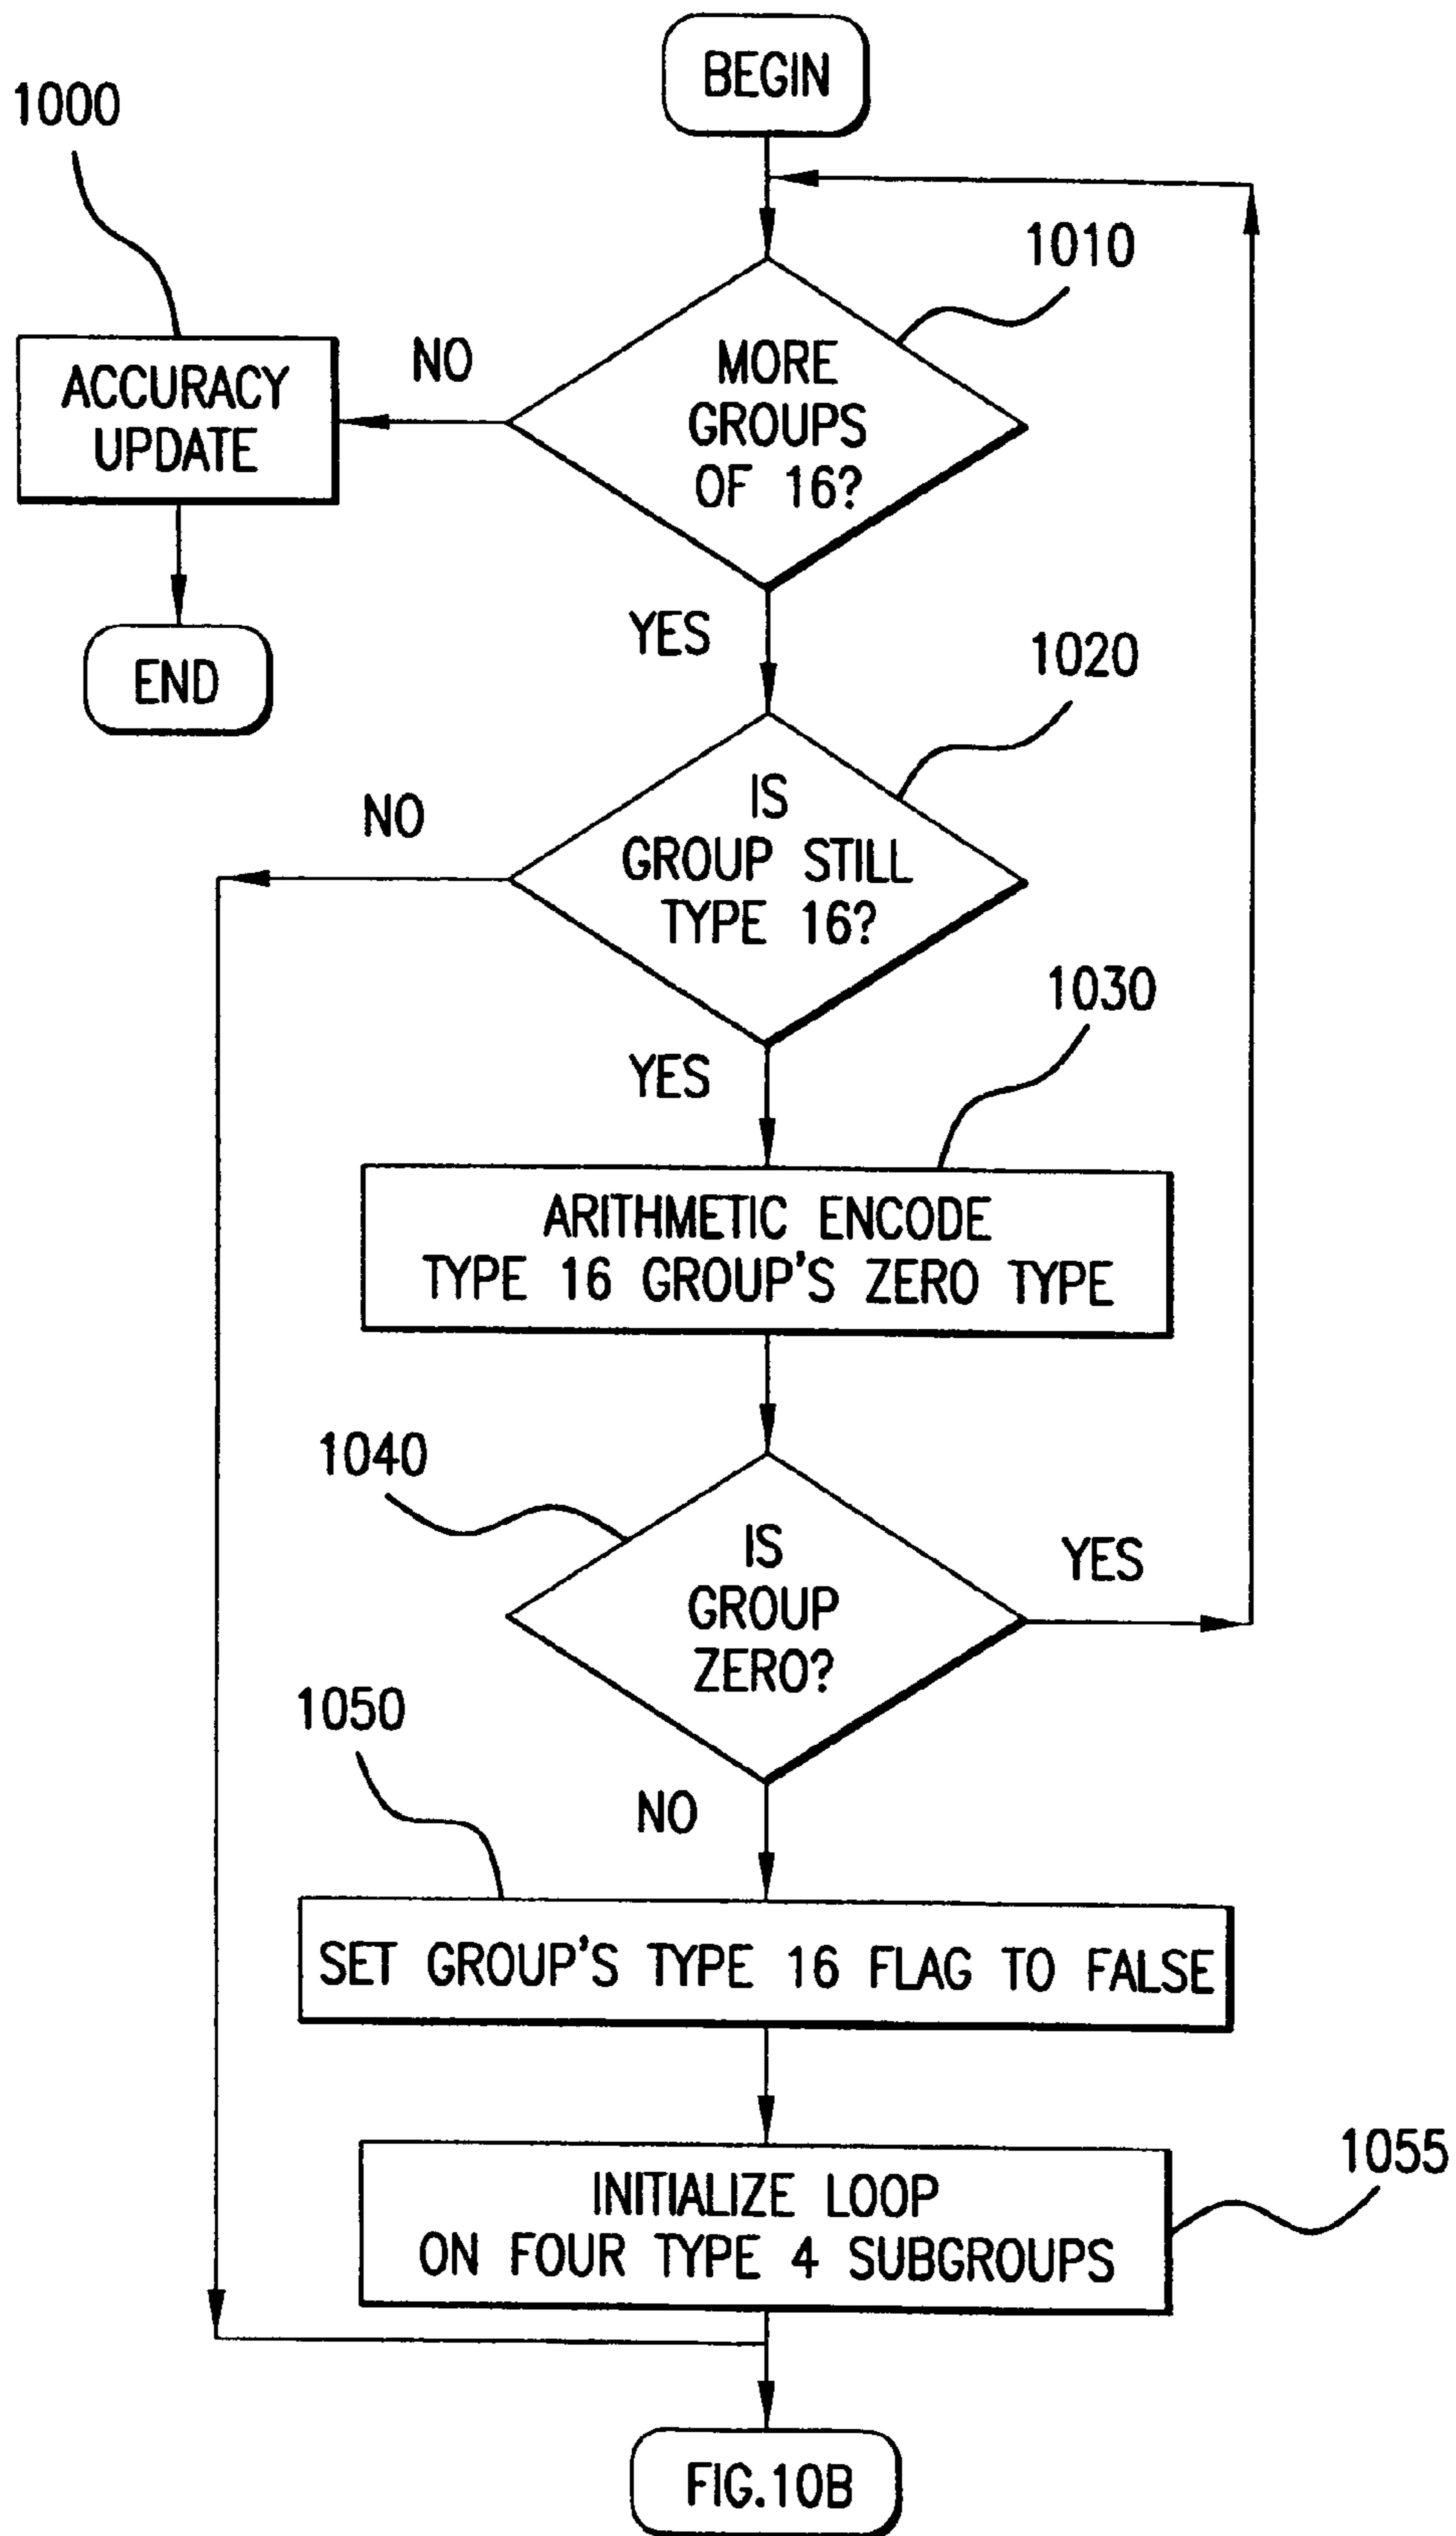 BEGIN
1000
1010
MORE
GROUPS
OF 16?
NO
ACCURACY
UPDATE
YES
END
1020
IS
GROUP STILL
TYPE 16?
NO
YES
1030
ARITHMETIC ENCODE
TYPE 16 GROUP'S ZERO TYPE
1040
IS
GROUP
ZERO?
YES
NO
1050
SET GROUP'S TYPE 16 FLAG TO FALSE
1055
INITIALIZE LOOP
ON FOUR TYPE 4 SUBGROUPS
FIG.10B